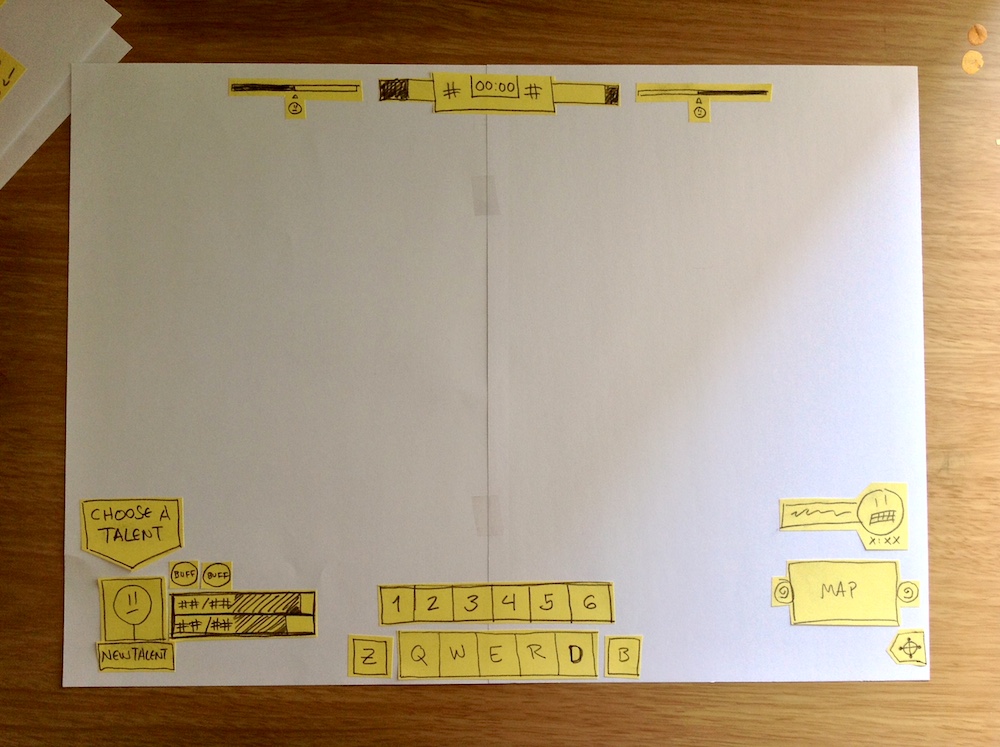 # 00:00 #
CHOOSE A
TALENT
X:XX
BUFF BUFF
##/##
##/##
NEW TALENT
1 2 3 4 5 6
Z Q W E R D B
MAP